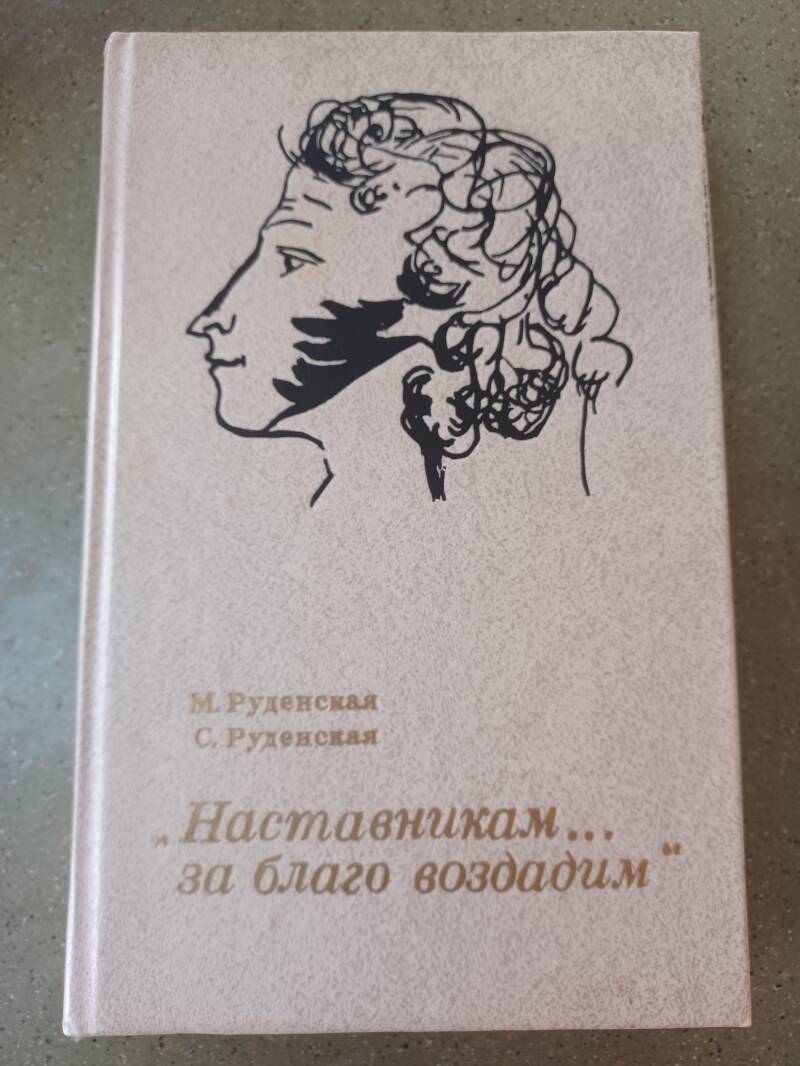 М. Руденская
С. Руденская
„Наставникам...
за благо воздадим“